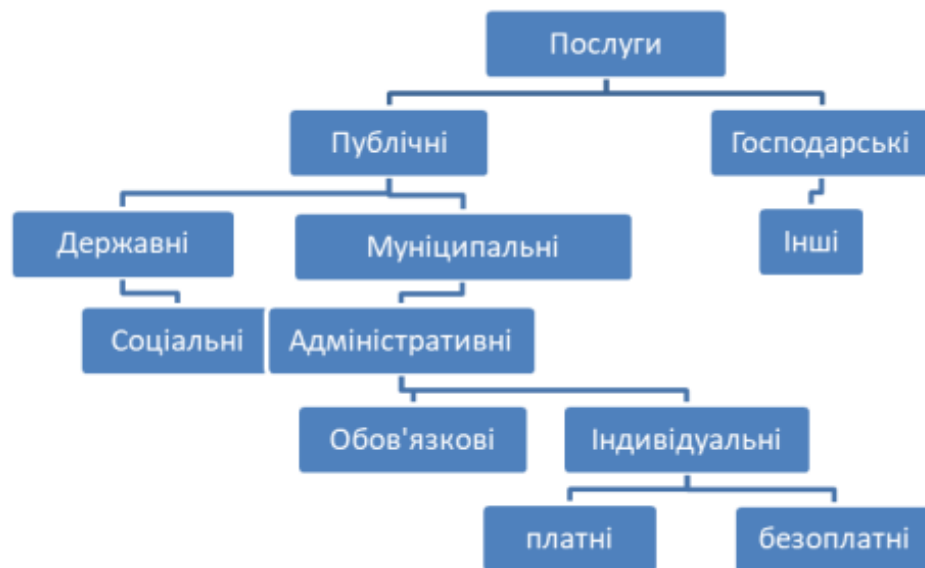 Послуги
Публічні
Господарські
Державні
Муніципальні
Інші
Соціальні
Адміністративні
Обов'язкові
Індивідуальні
платні
безоплатні